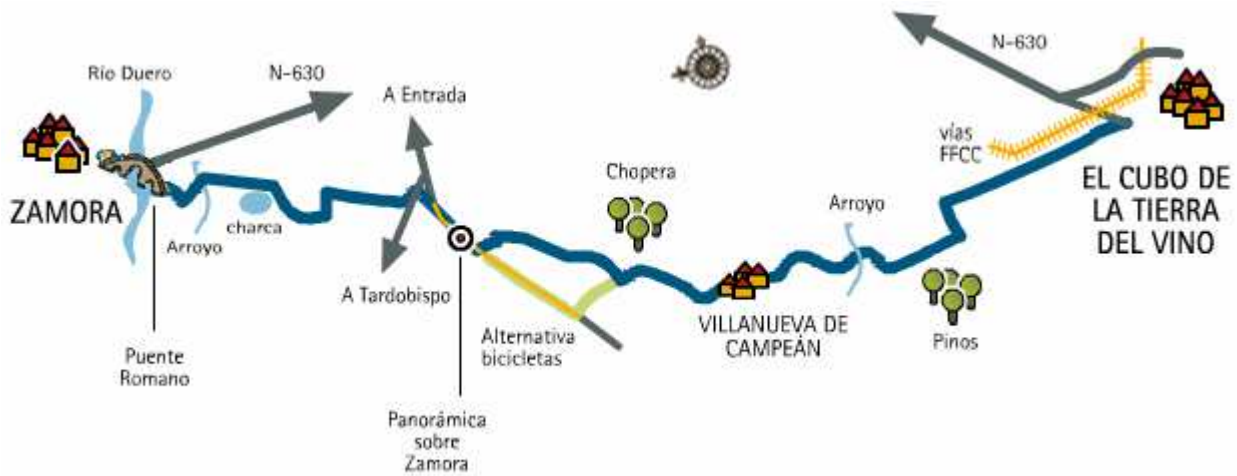 Río Duero
N-630
A Entrada
N-630
vías
FFCC
Chopera
EL CUBO DE
LA TIERRA
DEL VINO
ZAMORA
Arroyo
charca
Arroyo
A Tardobispo
Alternativa
bicicletas
VILLANUEVA DE
CAMPEÁN
Pinos
Puente
Romano
Panorámica
sobre
Zamora